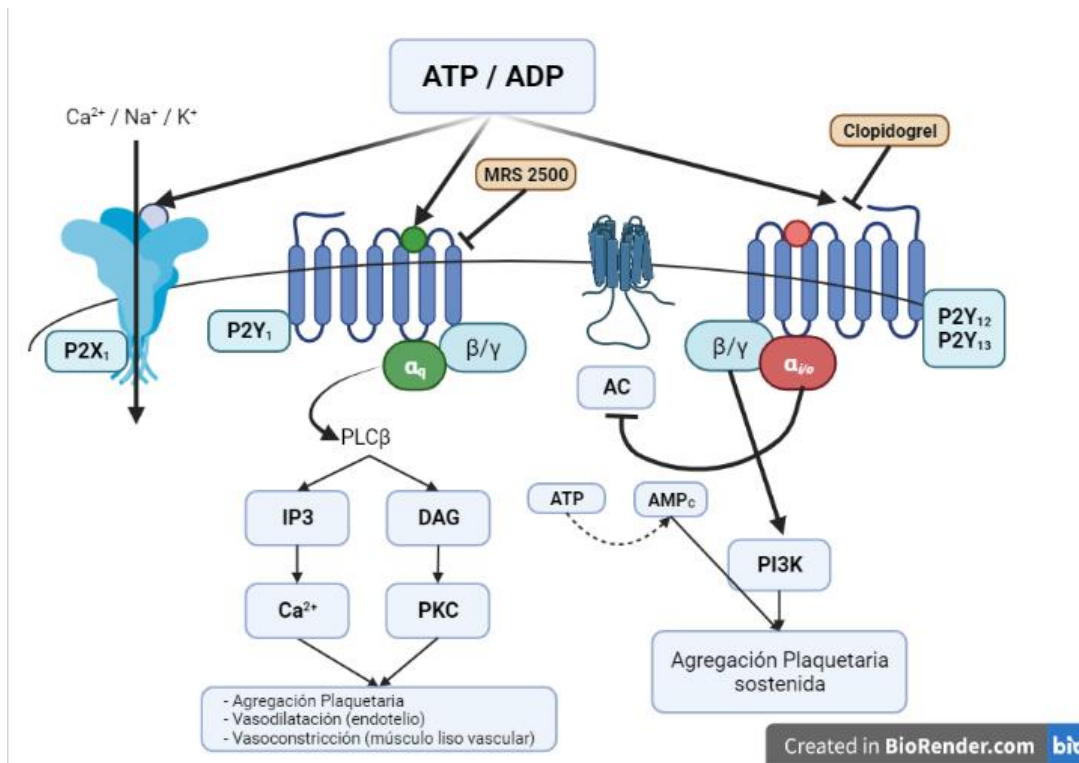 ATP / ADP
Ca²⁺ / Na⁺ / K⁺
Clopidogrel
MRS 2500
P2X₁
P2Y₁
P2Y₁₂
P2Y₁₃
αq
β/γ
β/γ
αi/o
AC
PLCβ
ATP
AMPc
IP3
DAG
PI3K
Ca²⁺
PKC
Agregación Plaquetaria
sostenida
- Agregación Plaquetaria
- Vasodilatación (endotelio)
- Vasoconstricción (músculo liso vascular)
Created in BioRender.com